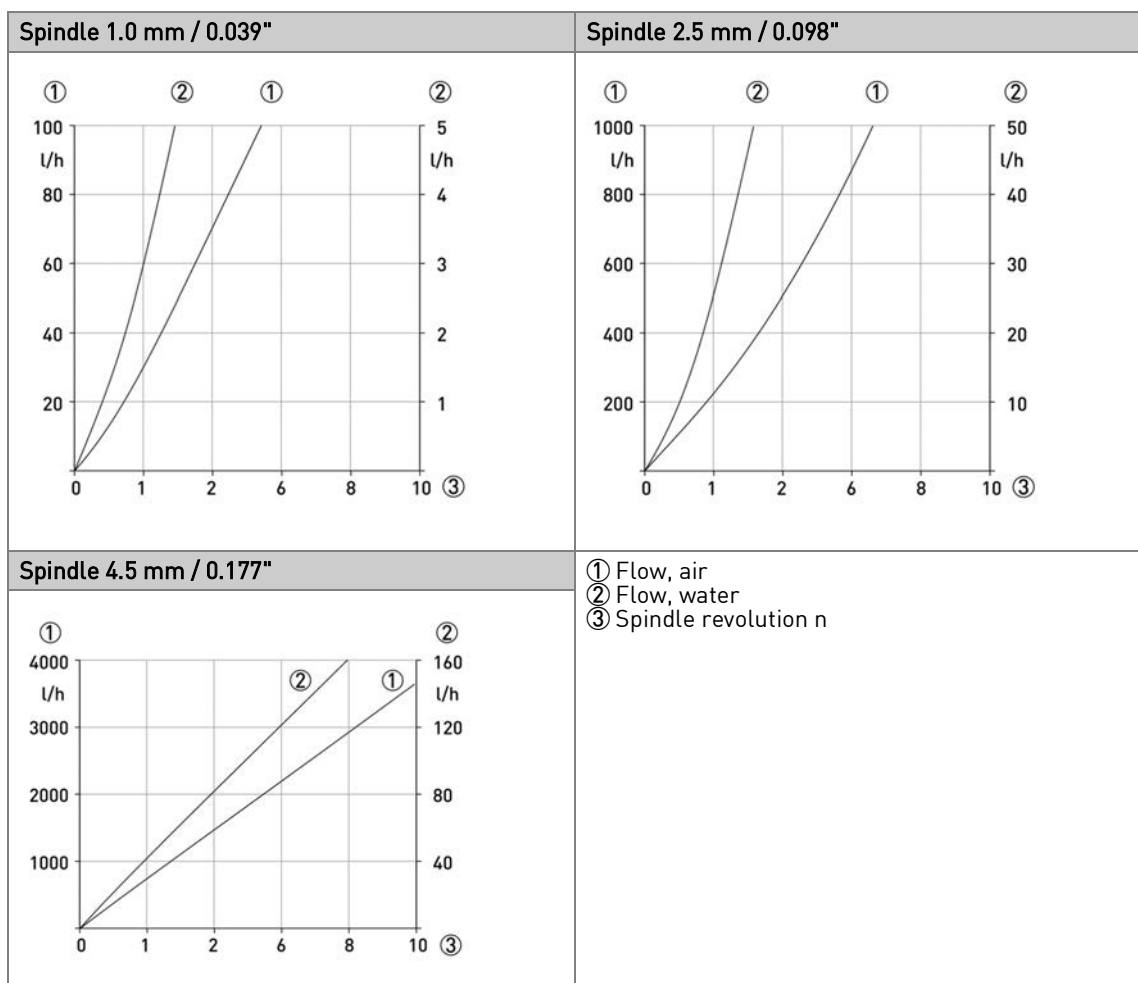 Spindle 1.0 mm / 0.039"
① ② ① ②
100 5
l/h l/h
80 4
60 3
40 2
20 1
0 1 2 6 8 10 ③
Spindle 2.5 mm / 0.098"
① ② ① ②
1000 50
l/h l/h
800 40
600 30
400 20
200 10
0 1 2 6 8 10 ③
Spindle 4.5 mm / 0.177"
① ②
4000 160
l/h ② ① l/h
3000 120
2000 80
1000 40
0 1 2 6 8 10 ③
① Flow, air
② Flow, water
③ Spindle revolution n